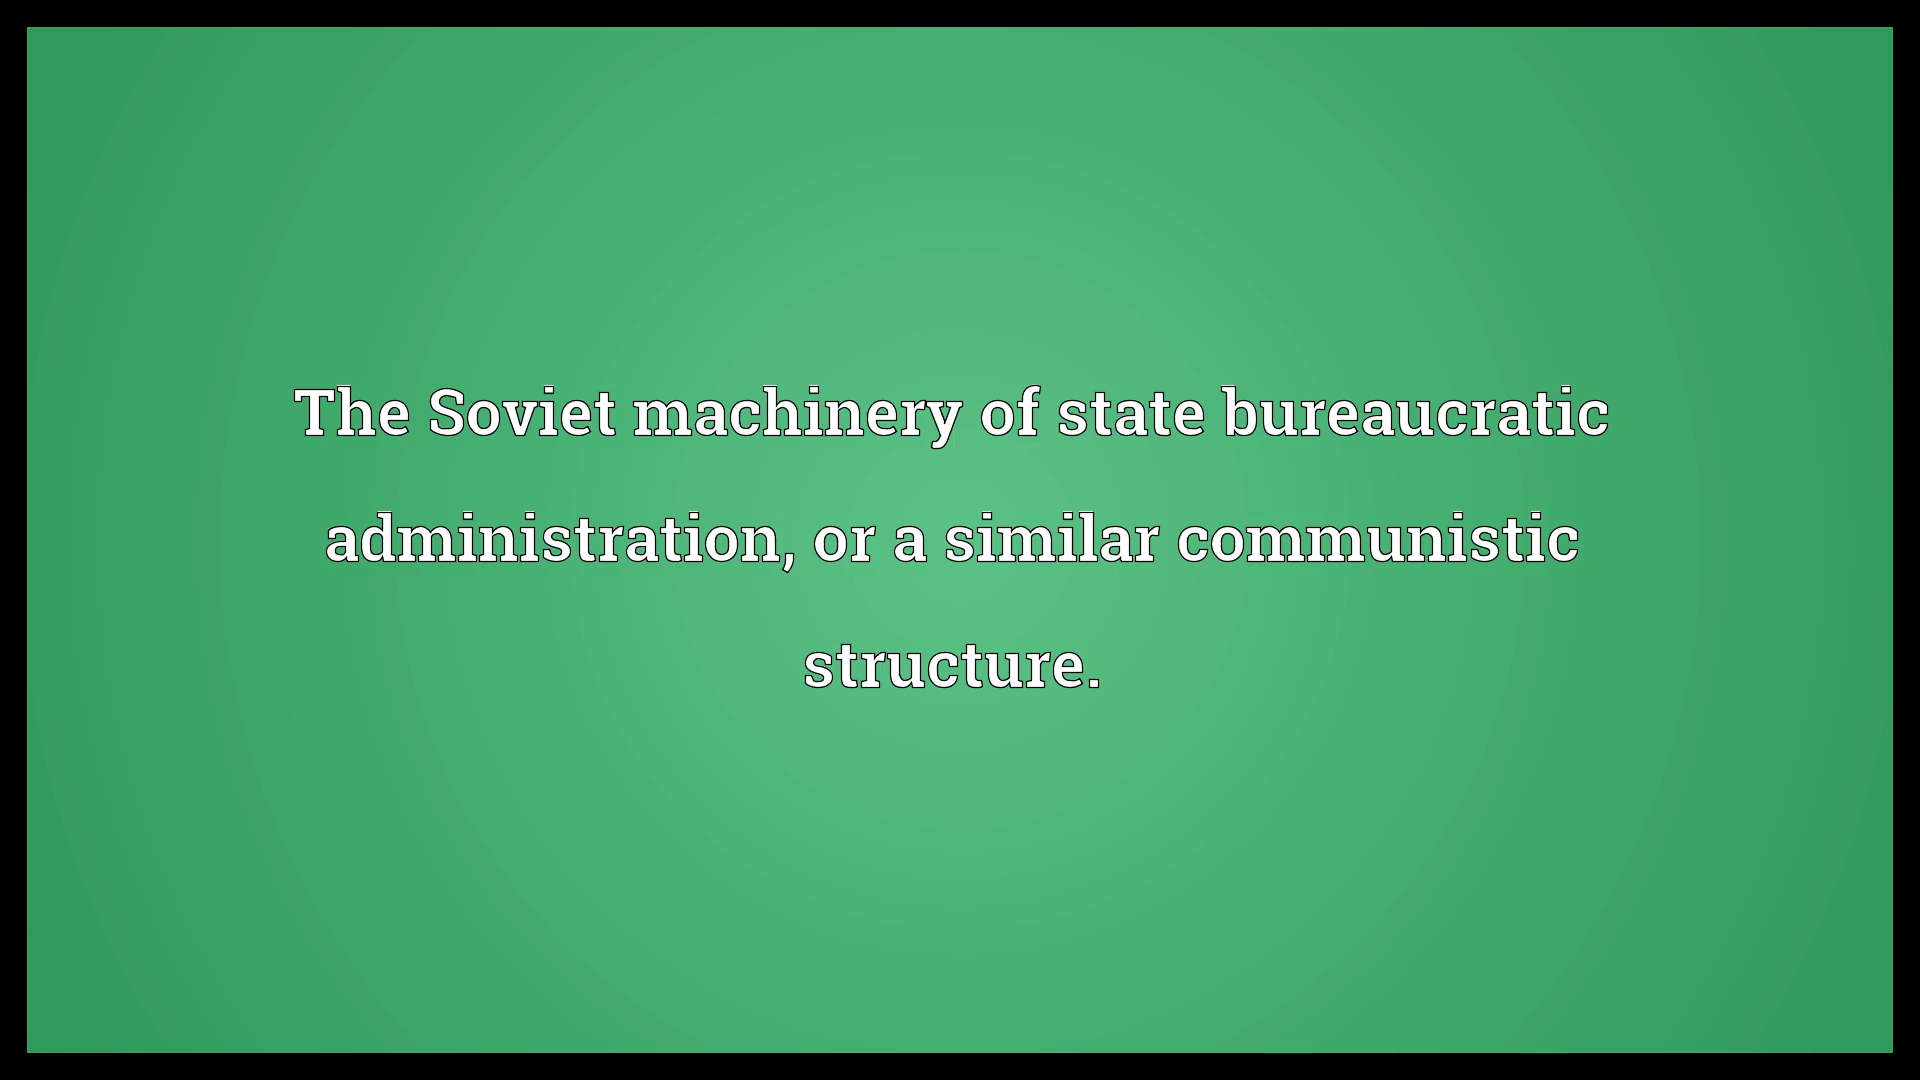 The Soviet machinery of state bureaucratic
administration, or a similar communistic
structure.